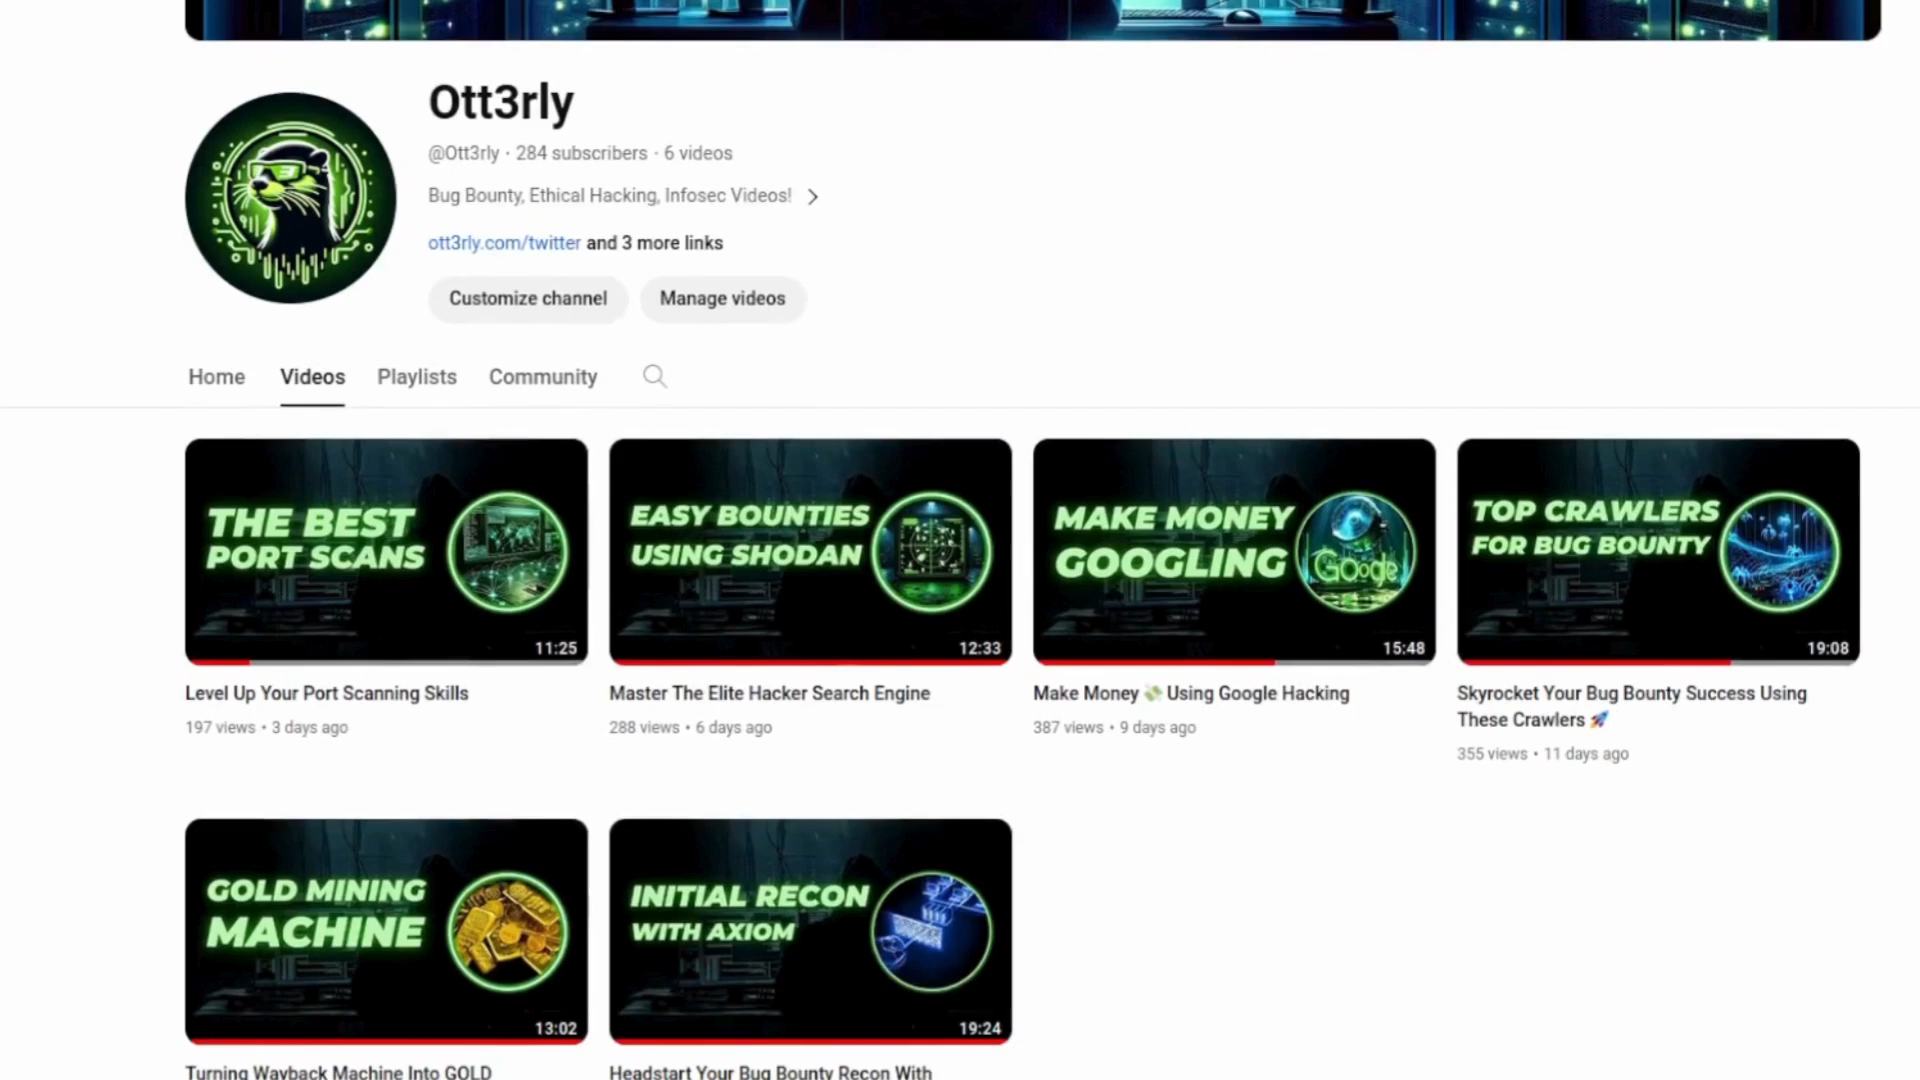 Ott3rly
@Ott3rly · 284 subscribers · 6 videos
Bug Bounty, Ethical Hacking, Infosec Videos!
ott3rly.com/twitter and 3 more links
Customize channel Manage videos
Home Videos Playlists Community
THE BEST
PORT SCANS
11:25
EASY BOUNTIES
USING SHODAN
12:33
MAKE MONEY
GOOGLING
Google
15:48
TOP CRAWLERS
FOR BUG BOUNTY
19:08
Level Up Your Port Scanning Skills
197 views • 3 days ago
Master The Elite Hacker Search Engine
288 views • 6 days ago
Make Money 💸 Using Google Hacking
387 views • 9 days ago
Skyrocket Your Bug Bounty Success Using
These Crawlers 🚀
355 views • 11 days ago
GOLD MINING
MACHINE
13:02
INITIAL RECON
WITH AXIOM
19:24
Turning Wayback Machine Into GOLD
Headstart Your Bug Bounty Recon With